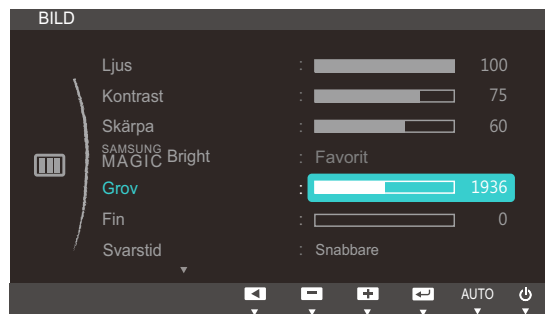 BILD
Ljus : 100
Kontrast : 75
Skärpa : 60
SAMSUNG MAGIC Bright : Favorit
Grov : 1936
Fin : 0
Svarstid : Snabbare
AUTO